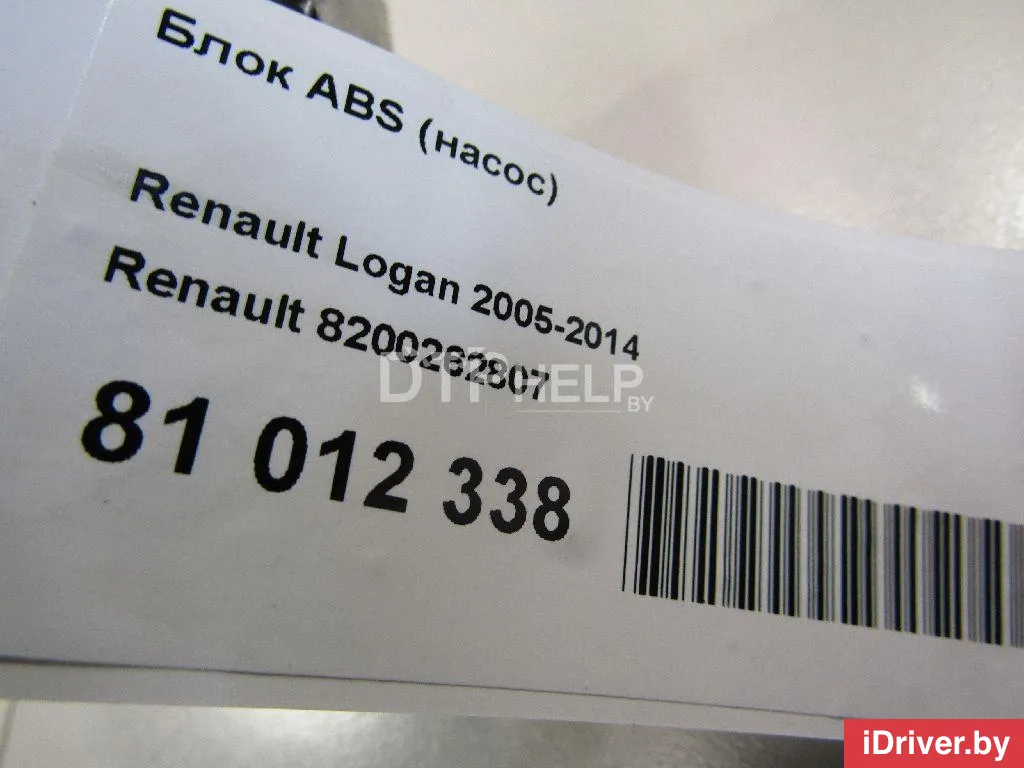 Блок ABS (насос)
Renault Logan 2005-2014
Renault 8200262807
DTP HELP
BY
81 012 338
iDriver.by